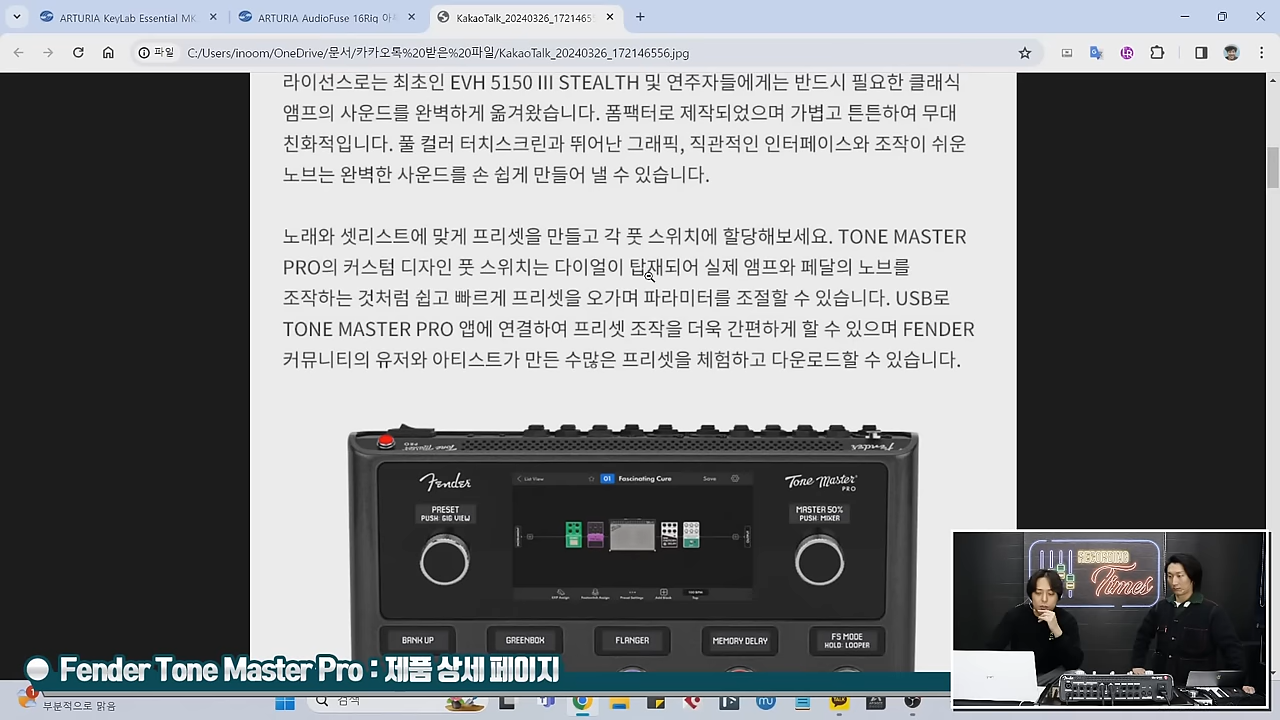 ARTURIA KeyLab Essential MK
ARTURIA AudioFuse 16Rig
KakaoTalk_20240326_1721465
파일
C:/Users/inoom/OneDrive/문서/카카오톡%20받은%20파일/KakaoTalk_20240326_172146556.jpg
라이선스로는 최초인 EVH 5150 III STEALTH 및 연주자들에게는 반드시 필요한 클래식
앰프의 사운드를 완벽하게 옮겨왔습니다. 폼팩터로 제작되었으며 가볍고 튼튼하여 무대
친화적입니다. 풀 컬러 터치스크린과 뛰어난 그래픽, 직관적인 인터페이스와 조작이 쉬운
노브는 완벽한 사운드를 손 쉽게 만들어 낼 수 있습니다.
노래와 셋리스트에 맞게 프리셋을 만들고 각 풋 스위치에 할당해보세요. TONE MASTER
PRO의 커스텀 디자인 풋 스위치는 다이얼이 탑재되어 실제 앰프와 페달의 노브를
조작하는 것처럼 쉽고 빠르게 프리셋을 오가며 파라미터를 조절할 수 있습니다. USB로
TONE MASTER PRO 앱에 연결하여 프리셋 조작을 더욱 간편하게 할 수 있으며 FENDER
커뮤니티의 유저와 아티스트가 만든 수많은 프리셋을 체험하고 다운로드할 수 있습니다.
Fender
List View
01
Fascinating Cure
Save
Tone Master
PRO
PRESET
PUSH: GIG VIEW
MASTER 50%
PUSH: MIXER
BANK UP
GREENBOX
FLANGER
MEMORY DELAY
FS MODE
HOLD: LOOPER
RECORDING
Times
Fender Tone Master Pro : 제품 상세 페이지
1
부분적으로 맑음
검색